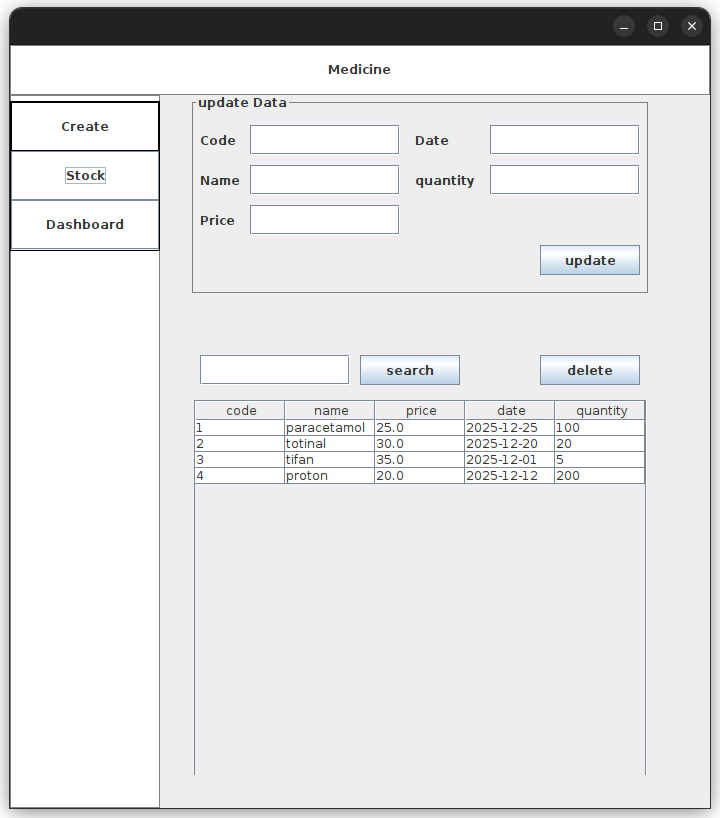 Medicine
Create
Stock
Dashboard
update Data
Code Date
Name quantity
Price
update
search delete
code name price date quantity
1 paracetamol 25.0 2025-12-25 100
2 totinal 30.0 2025-12-20 20
3 tifan 35.0 2025-12-01 5
4 proton 20.0 2025-12-12 200